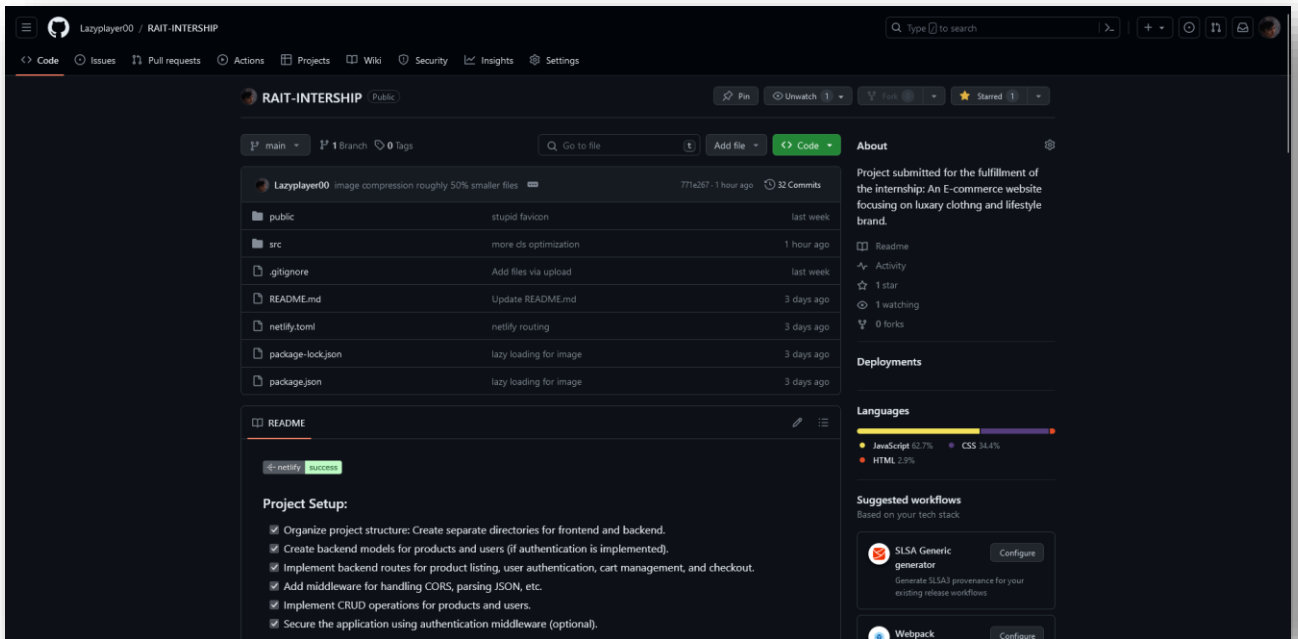 Lazyplayer00 / RAIT-INTERSHIP
Type / to search
Code Issues Pull requests Actions Projects Wiki Security Insights Settings
RAIT-INTERSHIP Public
Pin Unwatch 1 Fork Starred 1
main 1 Branch 0 Tags Go to file t Add file Code
Lazyplayer00 image compression roughly 50% smaller files 771e267 · 1 hour ago 32 Commits
public stupid favicon last week
src more cls optimization 1 hour ago
.gitignore Add files via upload last week
README.md Update README.md 3 days ago
netlify.toml netlify routing 3 days ago
package-lock.json lazy loading for image 3 days ago
package.json lazy loading for image 3 days ago
README
netlify success
Project Setup:
Organize project structure: Create separate directories for frontend and backend.
Create backend models for products and users (if authentication is implemented).
Implement backend routes for product listing, user authentication, cart management, and checkout.
Add middleware for handling CORS, parsing JSON, etc.
Implement CRUD operations for products and users.
Secure the application using authentication middleware (optional).
About
Project submitted for the fulfillment of
the internship: An E-commerce website
focusing on luxary clothng and lifestyle
brand.
Readme
Activity
1 star
1 watching
0 forks
Deployments
Languages
JavaScript 62.7% CSS 34.4%
HTML 2.9%
Suggested workflows
Based on your tech stack
SLSA Generic
generator
Configure
Generate SLSA3 provenance for your
existing release workflows
Webpack
Configure